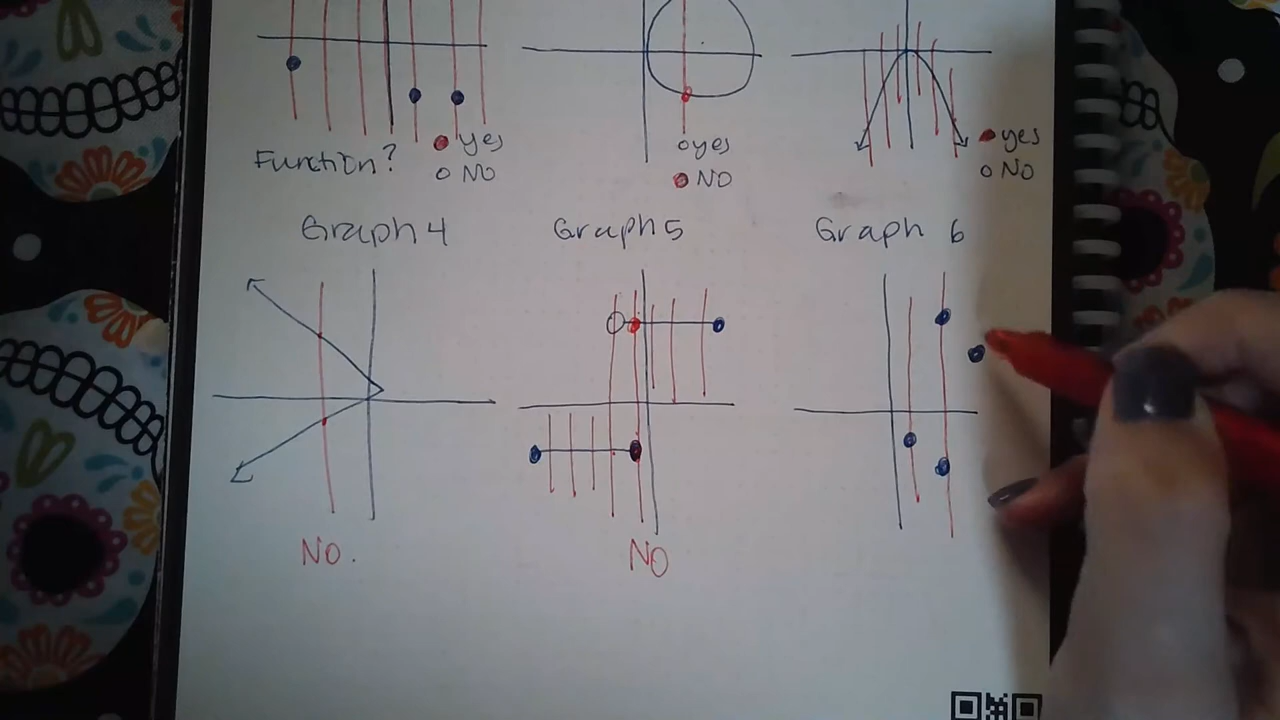 Function?
yes
NO
yes
NO
yes
NO
Graph 4
Graph 5
Graph 6
NO.
NO